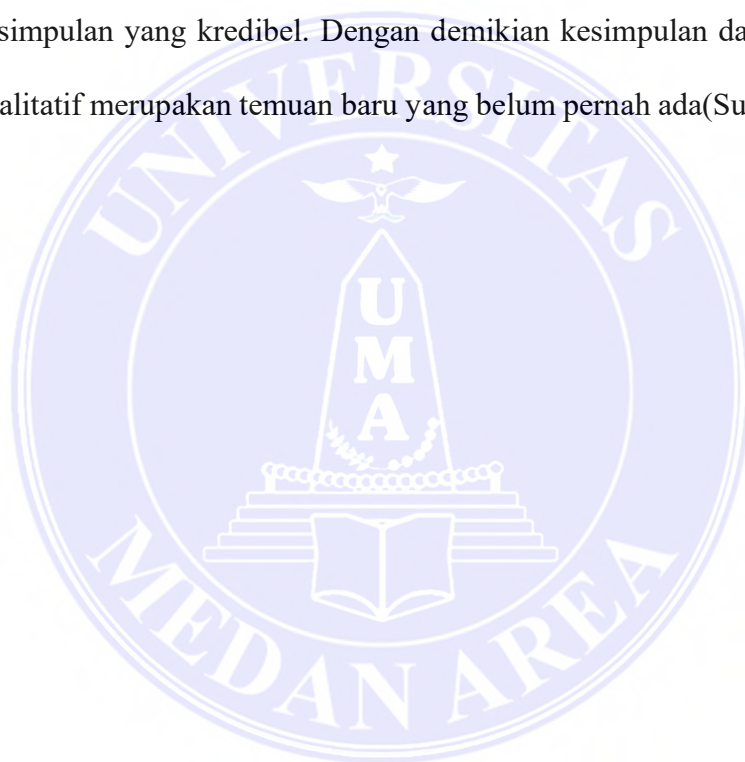 simpulan yang kredibel. Dengan demikian kesimpulan da
alitatif merupakan temuan baru yang belum pernah ada(Su
UNIVERSITAS
UMA
MEDAN AREA